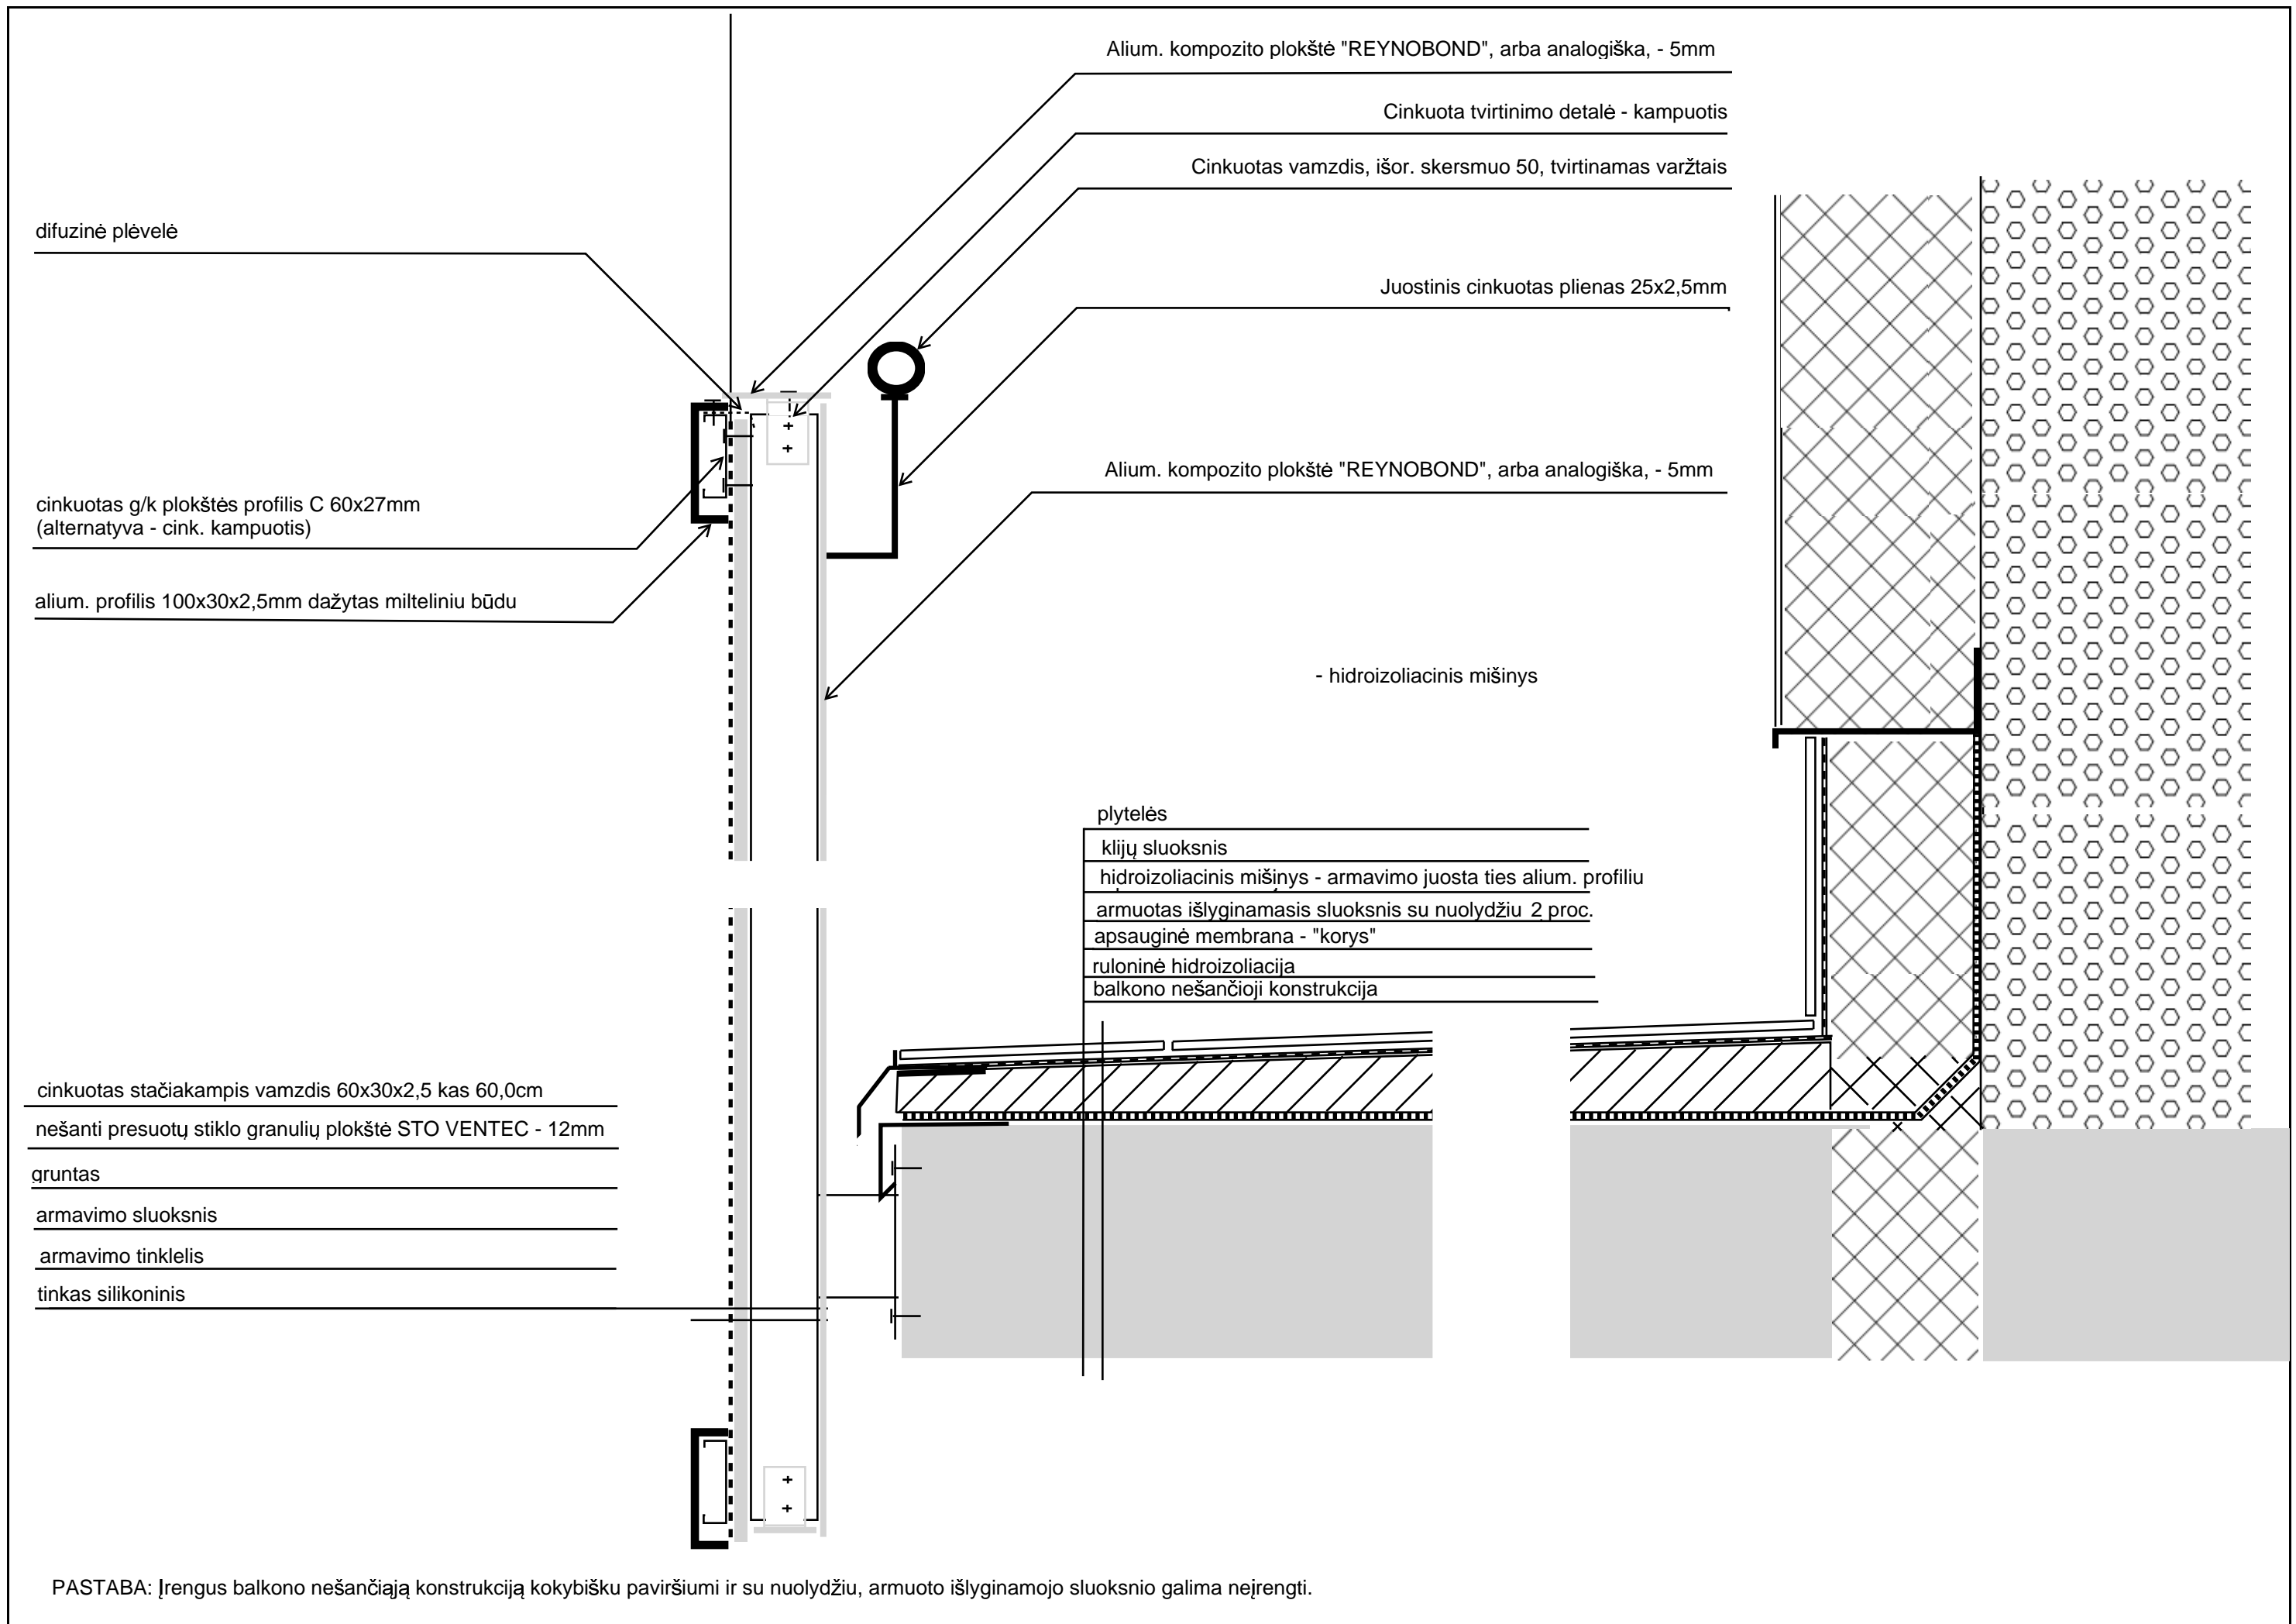 Alium. kompozito plokštė "REYNOBOND", arba analogiška, - 5mm
Cinkuota tvirtinimo detalė - kampuotis
Cinkuotas vamzdis, išor. skersmuo 50, tvirtinamas varžtais
difuzinė plėvelė
Juostinis cinkuotas plienas 25x2,5mm
Alium. kompozito plokštė "REYNOBOND", arba analogiška, - 5mm
cinkuotas g/k plokštės profilis C 60x27mm
(alternatyva - cink. kampuotis)
alium. profilis 100x30x2,5mm dažytas milteliniu būdu
- hidroizoliacinis mišinys
plytelės
klijų sluoksnis
hidroizoliacinis mišinys - armavimo juosta ties alium. profiliu
armuotas išlyginamasis sluoksnis su nuolydžiu 2 proc.
apsauginė membrana - "korys"
ruloninė hidroizoliacija
balkono nešančioji konstrukcija
cinkuotas stačiakampis vamzdis 60x30x2,5 kas 60,0cm
nešanti presuotų stiklo granulių plokštė STO VENTEC - 12mm
gruntas
armavimo sluoksnis
armavimo tinklelis
tinkas silikoninis
PASTABA: Įrengus balkono nešančiąją konstrukciją kokybišku paviršiumi ir su nuolydžiu, armuoto išlyginamojo sluoksnio galima neįrengti.